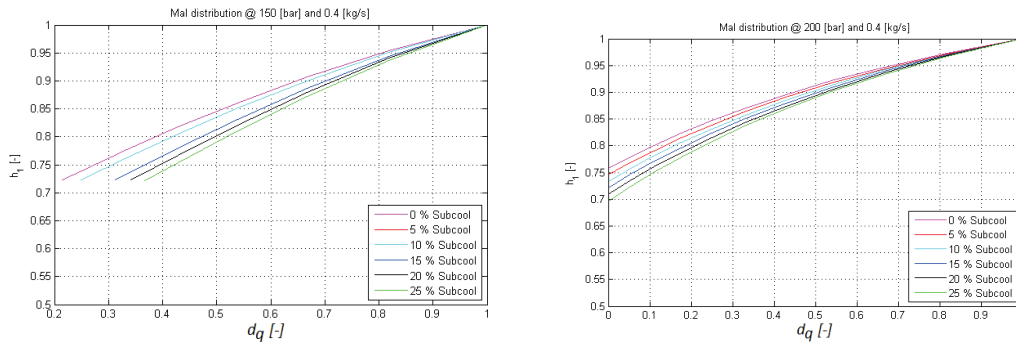 Mal distribution @ 150 [bar] and 0.4 [kg/s]
1
0.95
0.9
0.85
0.8
0.75
0.7
0.65
0.6
0.55
0.5
h1 [-]
0 % Subcool
5 % Subcool
10 % Subcool
15 % Subcool
20 % Subcool
25 % Subcool
0.2 0.3 0.4 0.5 0.6 0.7 0.8 0.9 1
dq [-]
Mal distribution @ 200 [bar] and 0.4 [kg/s]
1
0.95
0.9
0.85
0.8
0.75
0.7
0.65
0.6
0.55
0.5
h1 [-]
0 % Subcool
5 % Subcool
10 % Subcool
15 % Subcool
20 % Subcool
25 % Subcool
0 0.1 0.2 0.3 0.4 0.5 0.6 0.7 0.8 0.9
dq [-]